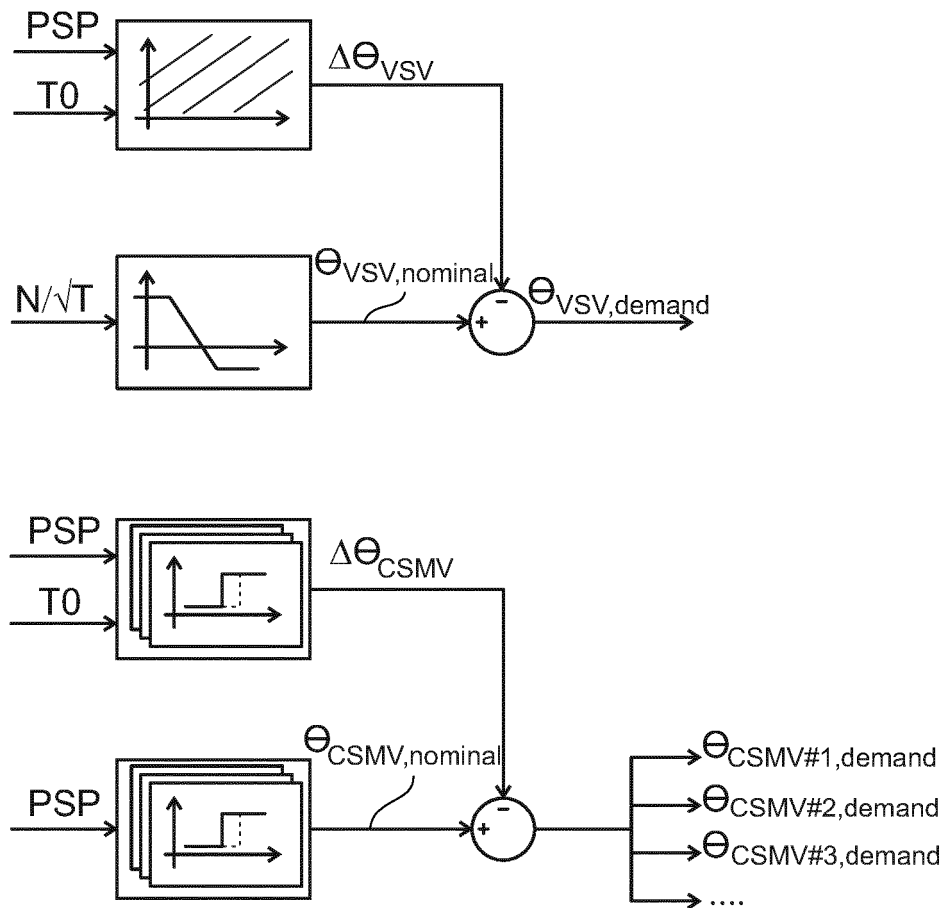 PSP
T0
ΔΘVSV
N/√T
ΘVSV,nominal
-
+
ΘVSV,demand
PSP
T0
ΔΘCSMV
PSP
ΘCSMV,nominal
-
+
ΘCSMV#1,demand
ΘCSMV#2,demand
ΘCSMV#3,demand
....